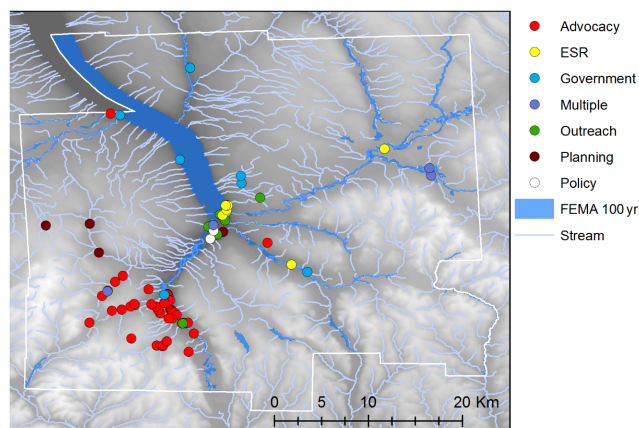 Advocacy
ESR
Government
Multiple
Outreach
Planning
Policy
FEMA 100 yr
Stream
0 5 10 20 Km